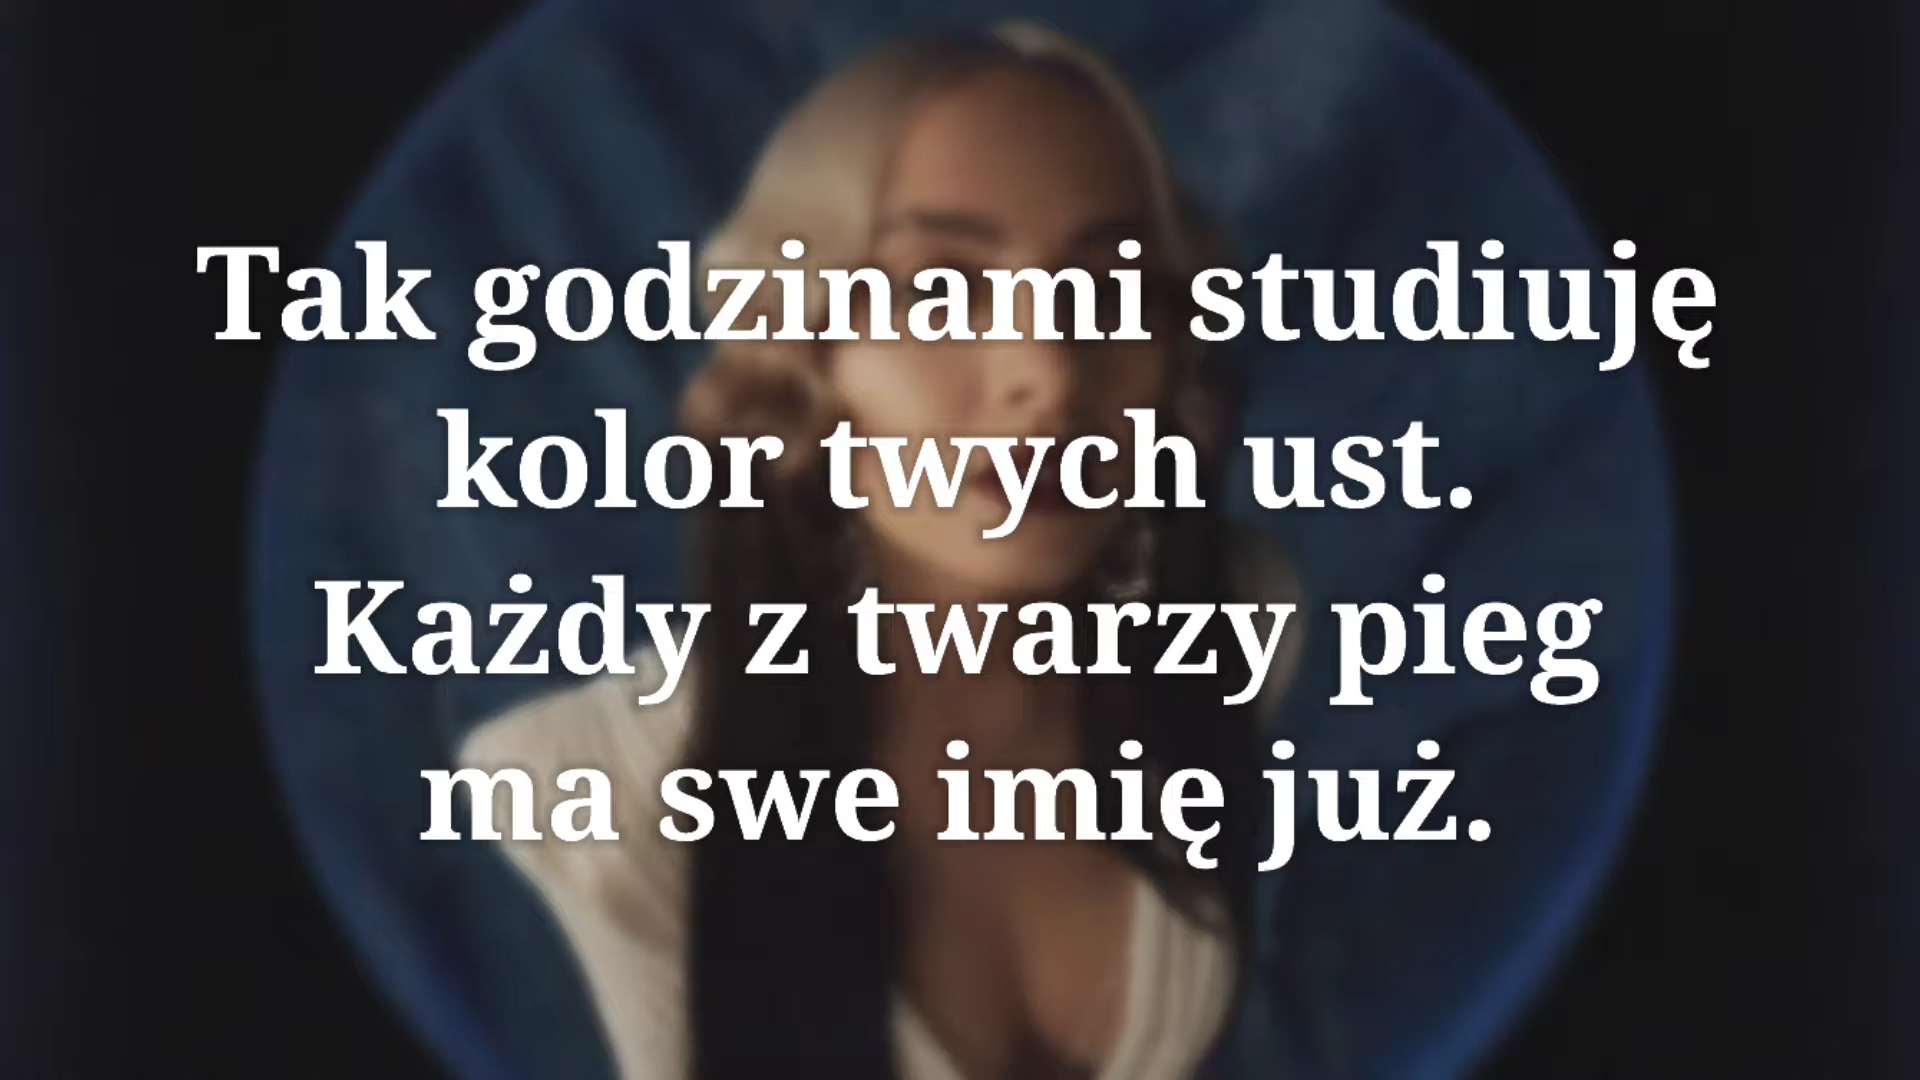 Tak godzinami studiuję
kolor twych ust.
Każdy z twarzy pieg
ma swe imię już.